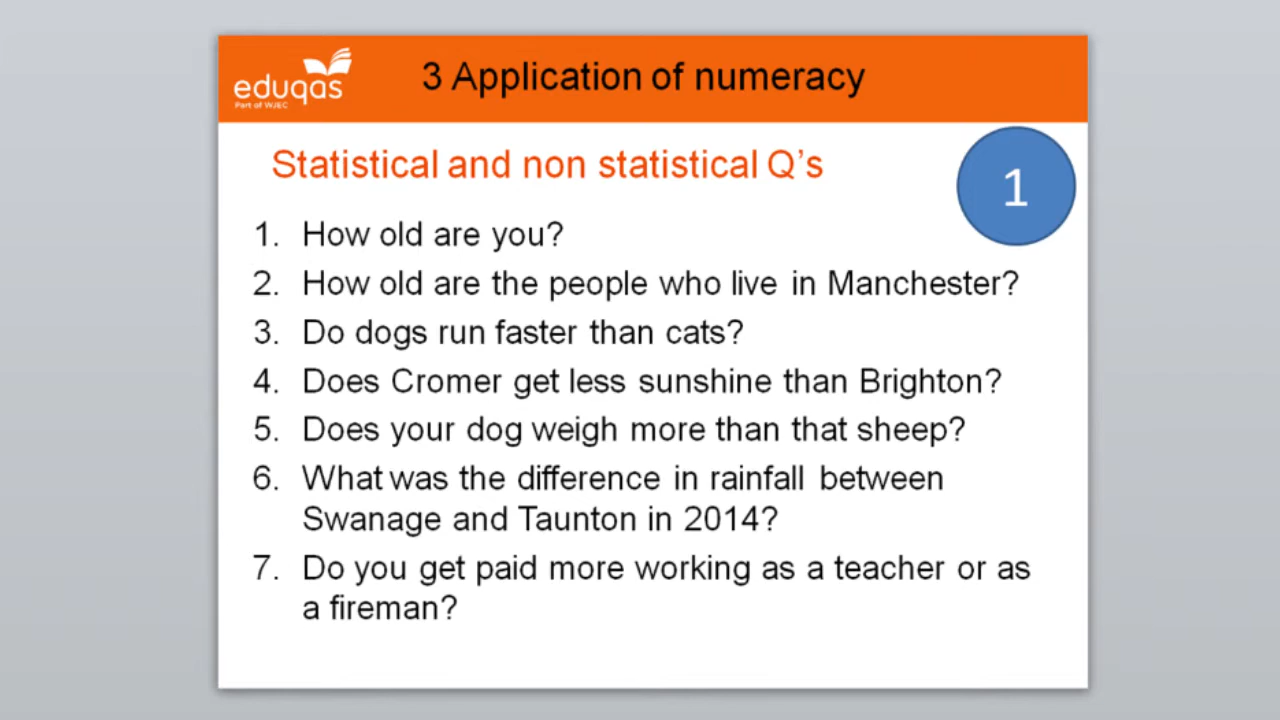 eduqas
Part of WJEC
3 Application of numeracy
Statistical and non statistical Q’s
1
1. How old are you?
2. How old are the people who live in Manchester?
3. Do dogs run faster than cats?
4. Does Cromer get less sunshine than Brighton?
5. Does your dog weigh more than that sheep?
6. What was the difference in rainfall between
Swanage and Taunton in 2014?
7. Do you get paid more working as a teacher or as
a fireman?